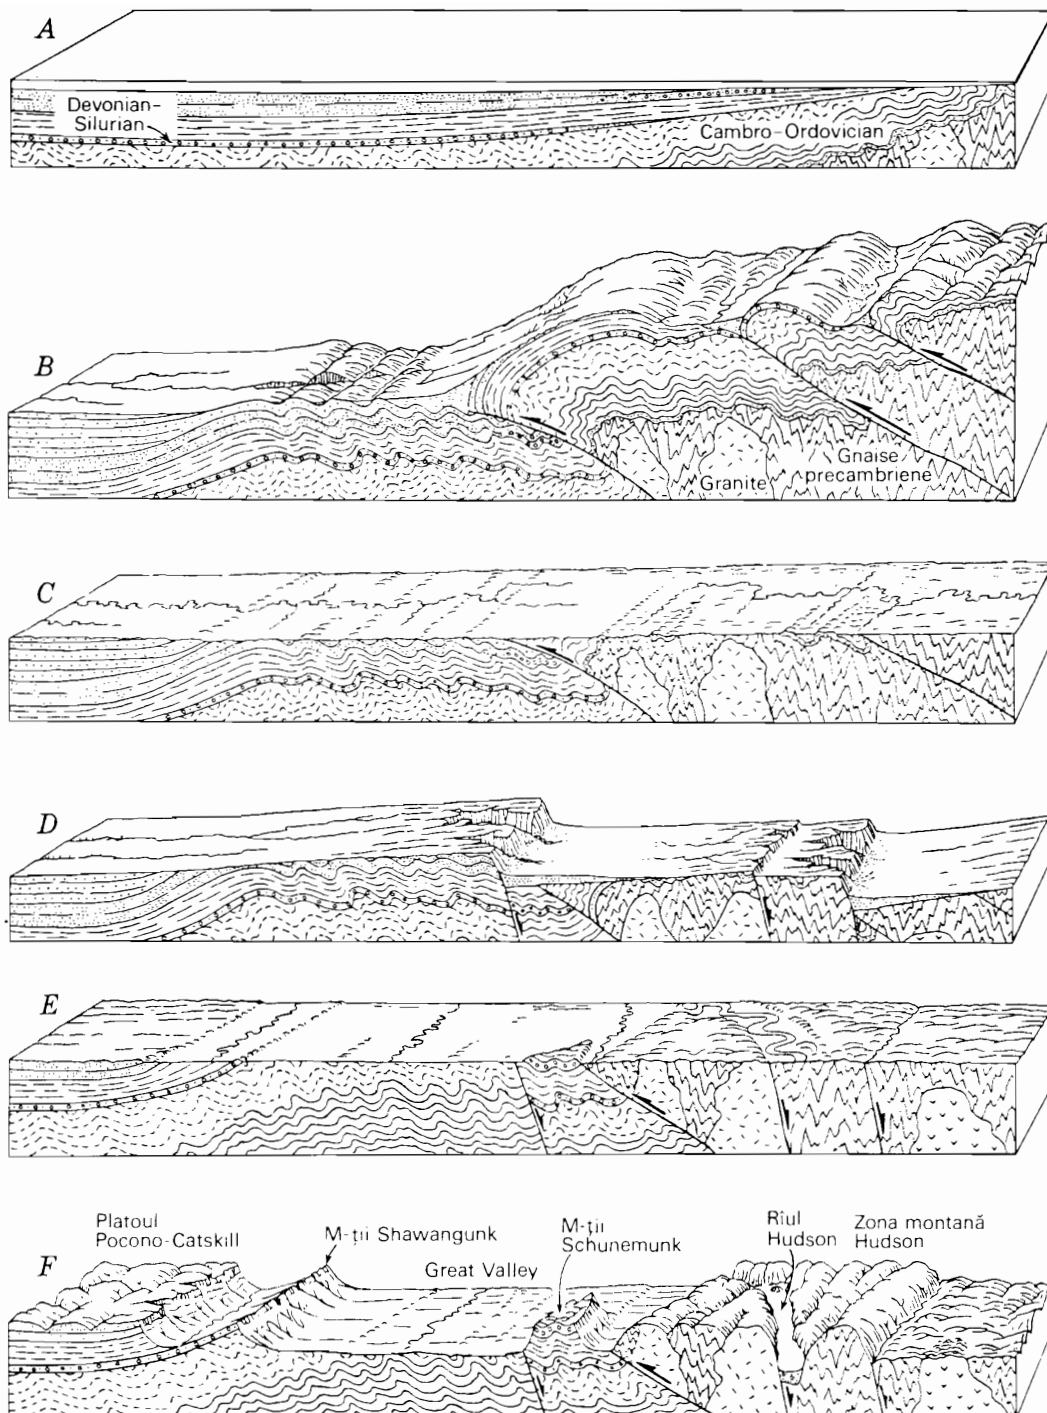 A
Devonian-
Silurian
Cambro-Ordovician
B
Granite
Gnaise
precambriene
C
D
E
F
Platoul
Pocono-Catskill
M-ții Shawangunk
Great Valley
M-ții
Schunemunk
Rîul
Hudson
Zona montană
Hudson